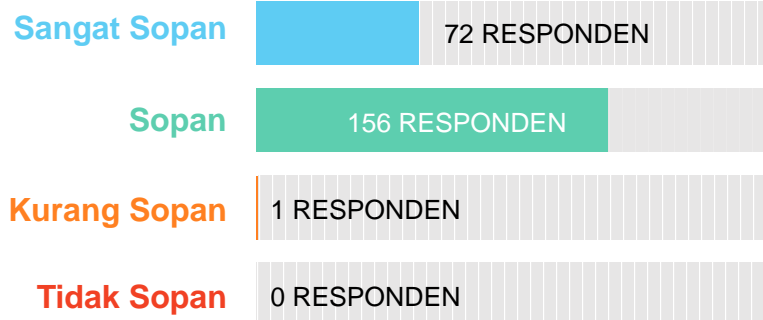 Sangat Sopan 72 RESPONDEN
Sopan 156 RESPONDEN
Kurang Sopan 1 RESPONDEN
Tidak Sopan 0 RESPONDEN